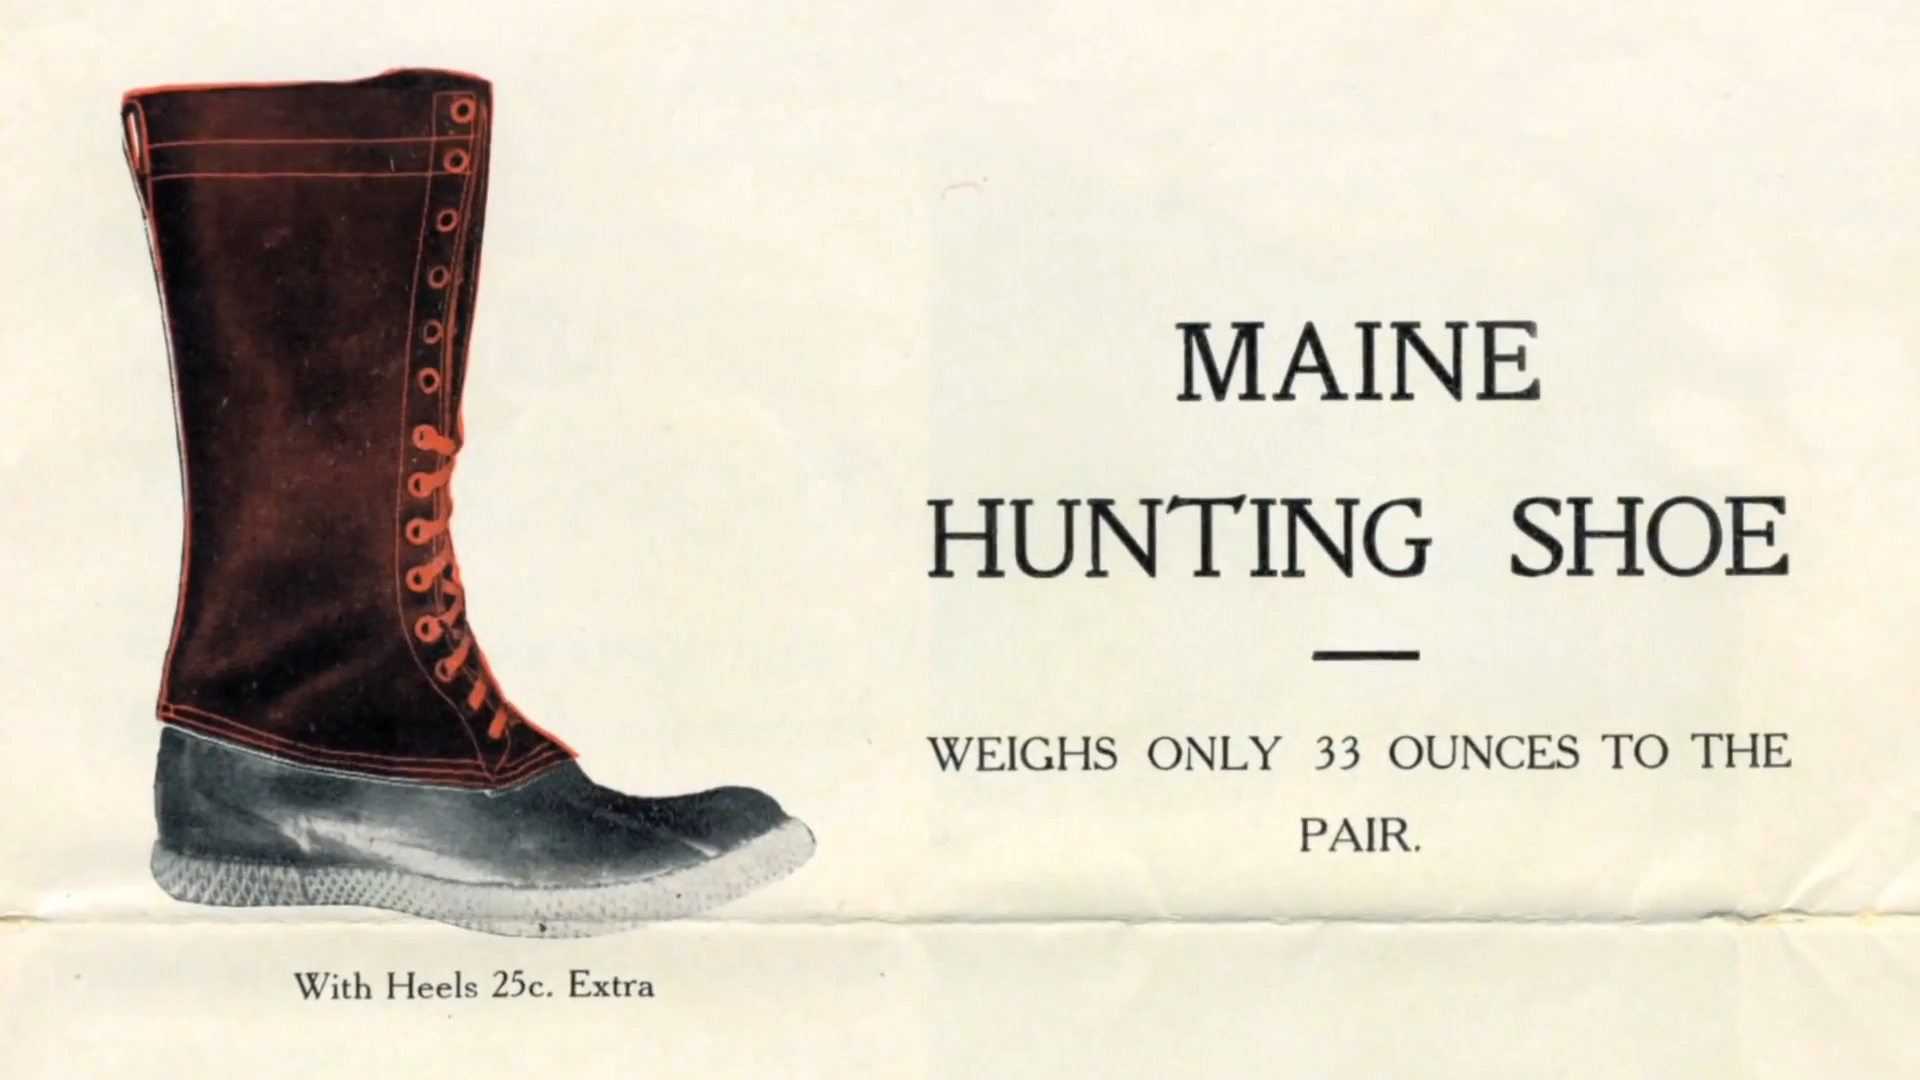 MAINE
HUNTING SHOE
WEIGHS ONLY 33 OUNCES TO THE
PAIR.
With Heels 25c. Extra